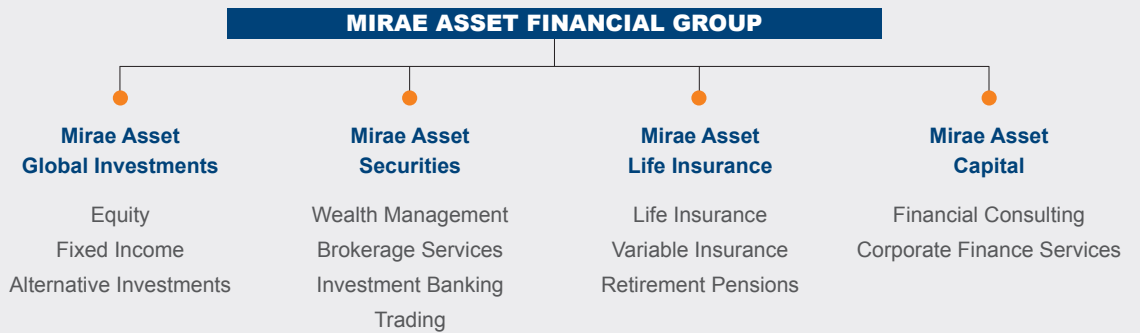 MIRAE ASSET FINANCIAL GROUP
Mirae Asset
Global Investments
Equity
Fixed Income
Alternative Investments
Mirae Asset
Securities
Wealth Management
Brokerage Services
Investment Banking
Trading
Mirae Asset
Life Insurance
Life Insurance
Variable Insurance
Retirement Pensions
Mirae Asset
Capital
Financial Consulting
Corporate Finance Services